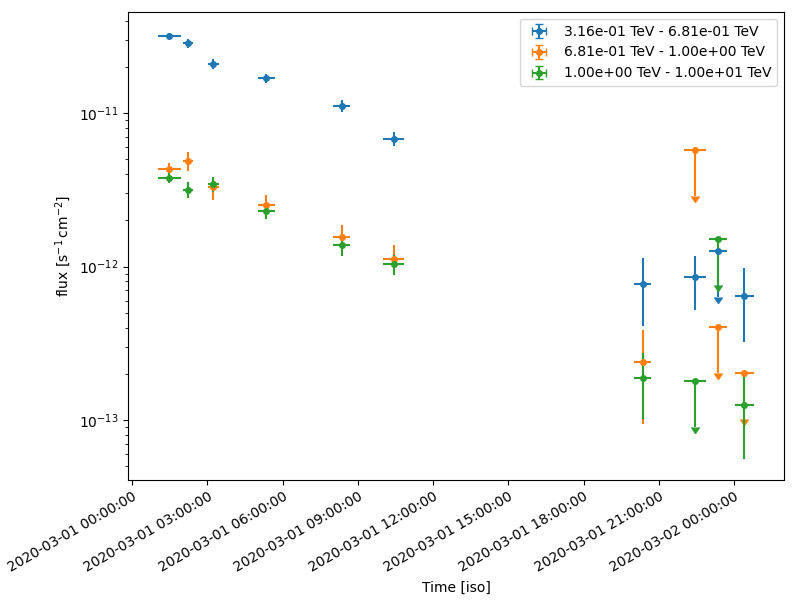 3.16e-01 TeV - 6.81e-01 TeV
6.81e-01 TeV - 1.00e+00 TeV
1.00e+00 TeV - 1.00e+01 TeV
10⁻¹¹
10⁻¹²
10⁻¹³
flux [s⁻¹ cm⁻²]
2020-03-01 00:00:00
2020-03-01 03:00:00
2020-03-01 06:00:00
2020-03-01 09:00:00
2020-03-01 12:00:00
2020-03-01 15:00:00
2020-03-01 18:00:00
2020-03-01 21:00:00
2020-03-02 00:00:00
Time [iso]